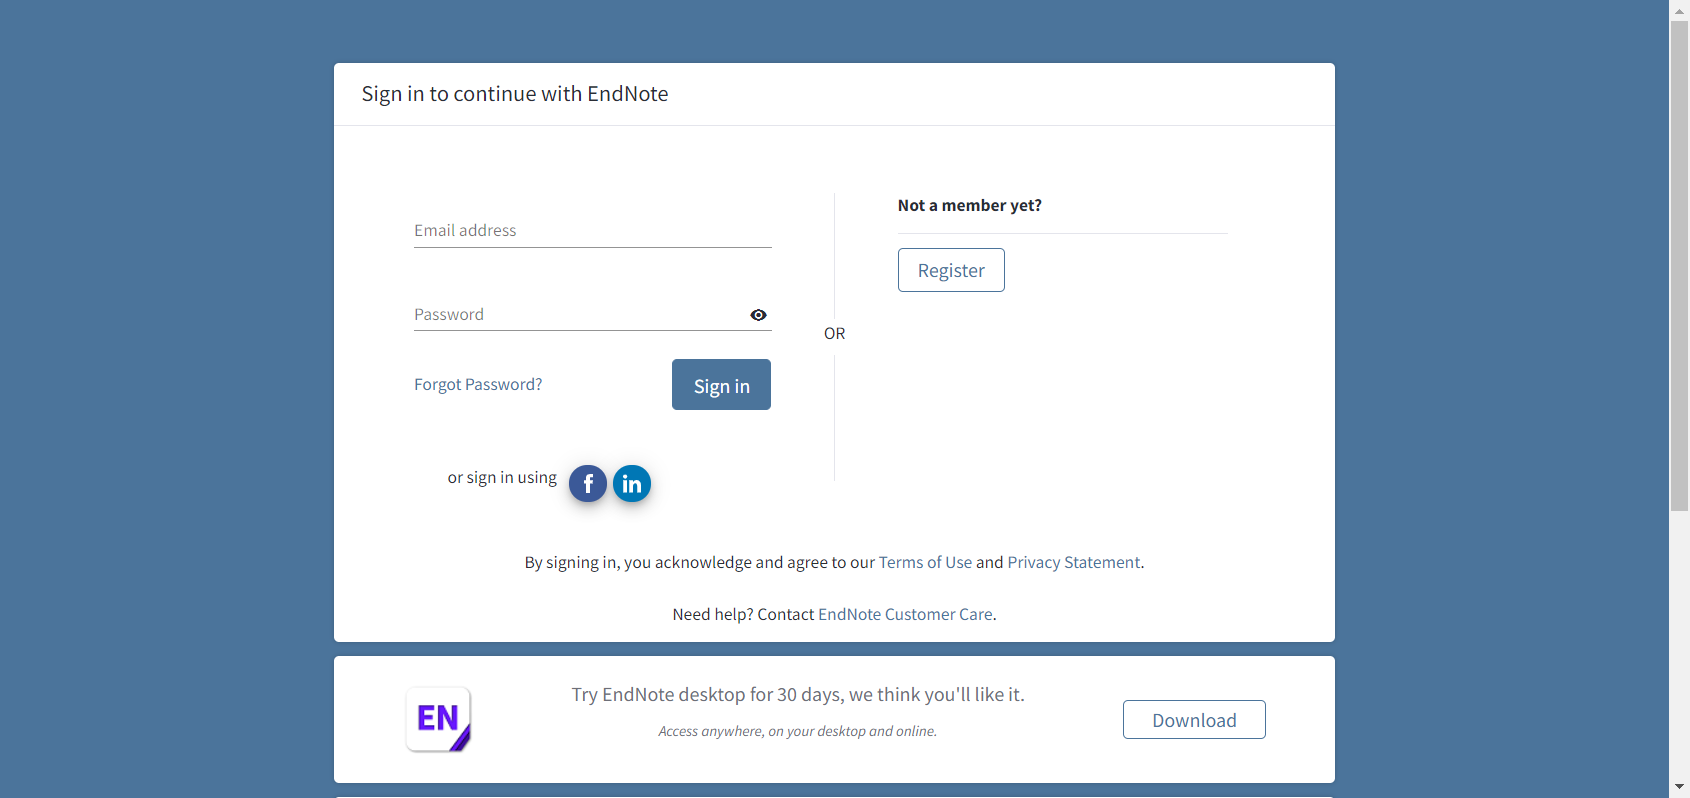 Sign in to continue with EndNote
Email address
Password
Forgot Password?
Sign in
or sign in using
f
in
OR
Not a member yet?
Register
By signing in, you acknowledge and agree to our Terms of Use and Privacy Statement.
Need help? Contact EndNote Customer Care.
EN
Try EndNote desktop for 30 days, we think you'll like it.
Access anywhere, on your desktop and online.
Download